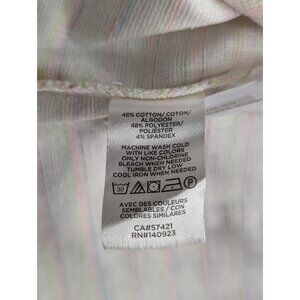 48% COTTON/ COTON/
ALGODON
48% POLYESTER/
POLIESTER
4% SPANDEX
MACHINE WASH COLD
WITH LIKE COLORS
ONLY NON-CHLORINE
BLEACH WHEN NEEDED
TUMBLE DRY LOW
COOL IRON WHEN NEEDED
30 P
AVEC DES COULEURS
SEMBLABLES / CON
COLORES SIMILARES
CA#57421
RN#140923